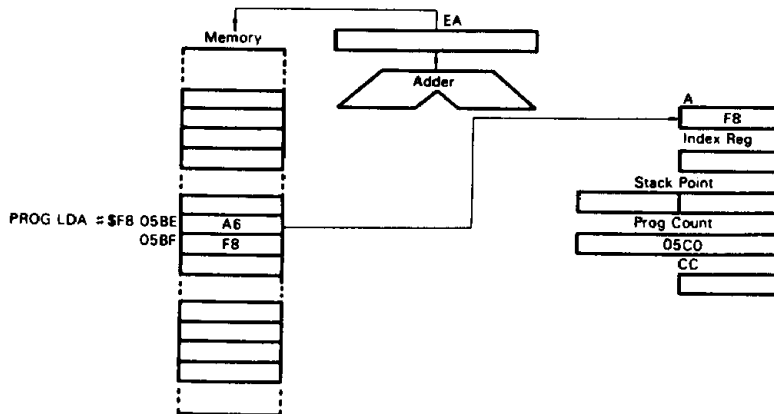 EA
Memory
Adder
A
F8
Index Reg
Stack Point
PROG LDA #$F8 05BE
A6
Prog Count
05BF
F8
05C0
CC